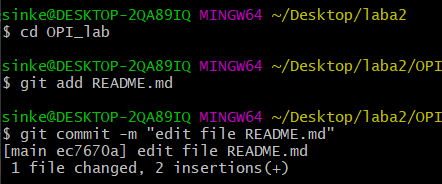 sinke@DESKTOP-2QA89IQ MINGW64 ~/Desktop/laba2
$ cd OPI_lab
sinke@DESKTOP-2QA89IQ MINGW64 ~/Desktop/laba2/OPI
$ git add README.md
sinke@DESKTOP-2QA89IQ MINGW64 ~/Desktop/laba2/OPI
$ git commit -m "edit file README.md"
[main ec7670a] edit file README.md
 1 file changed, 2 insertions(+)